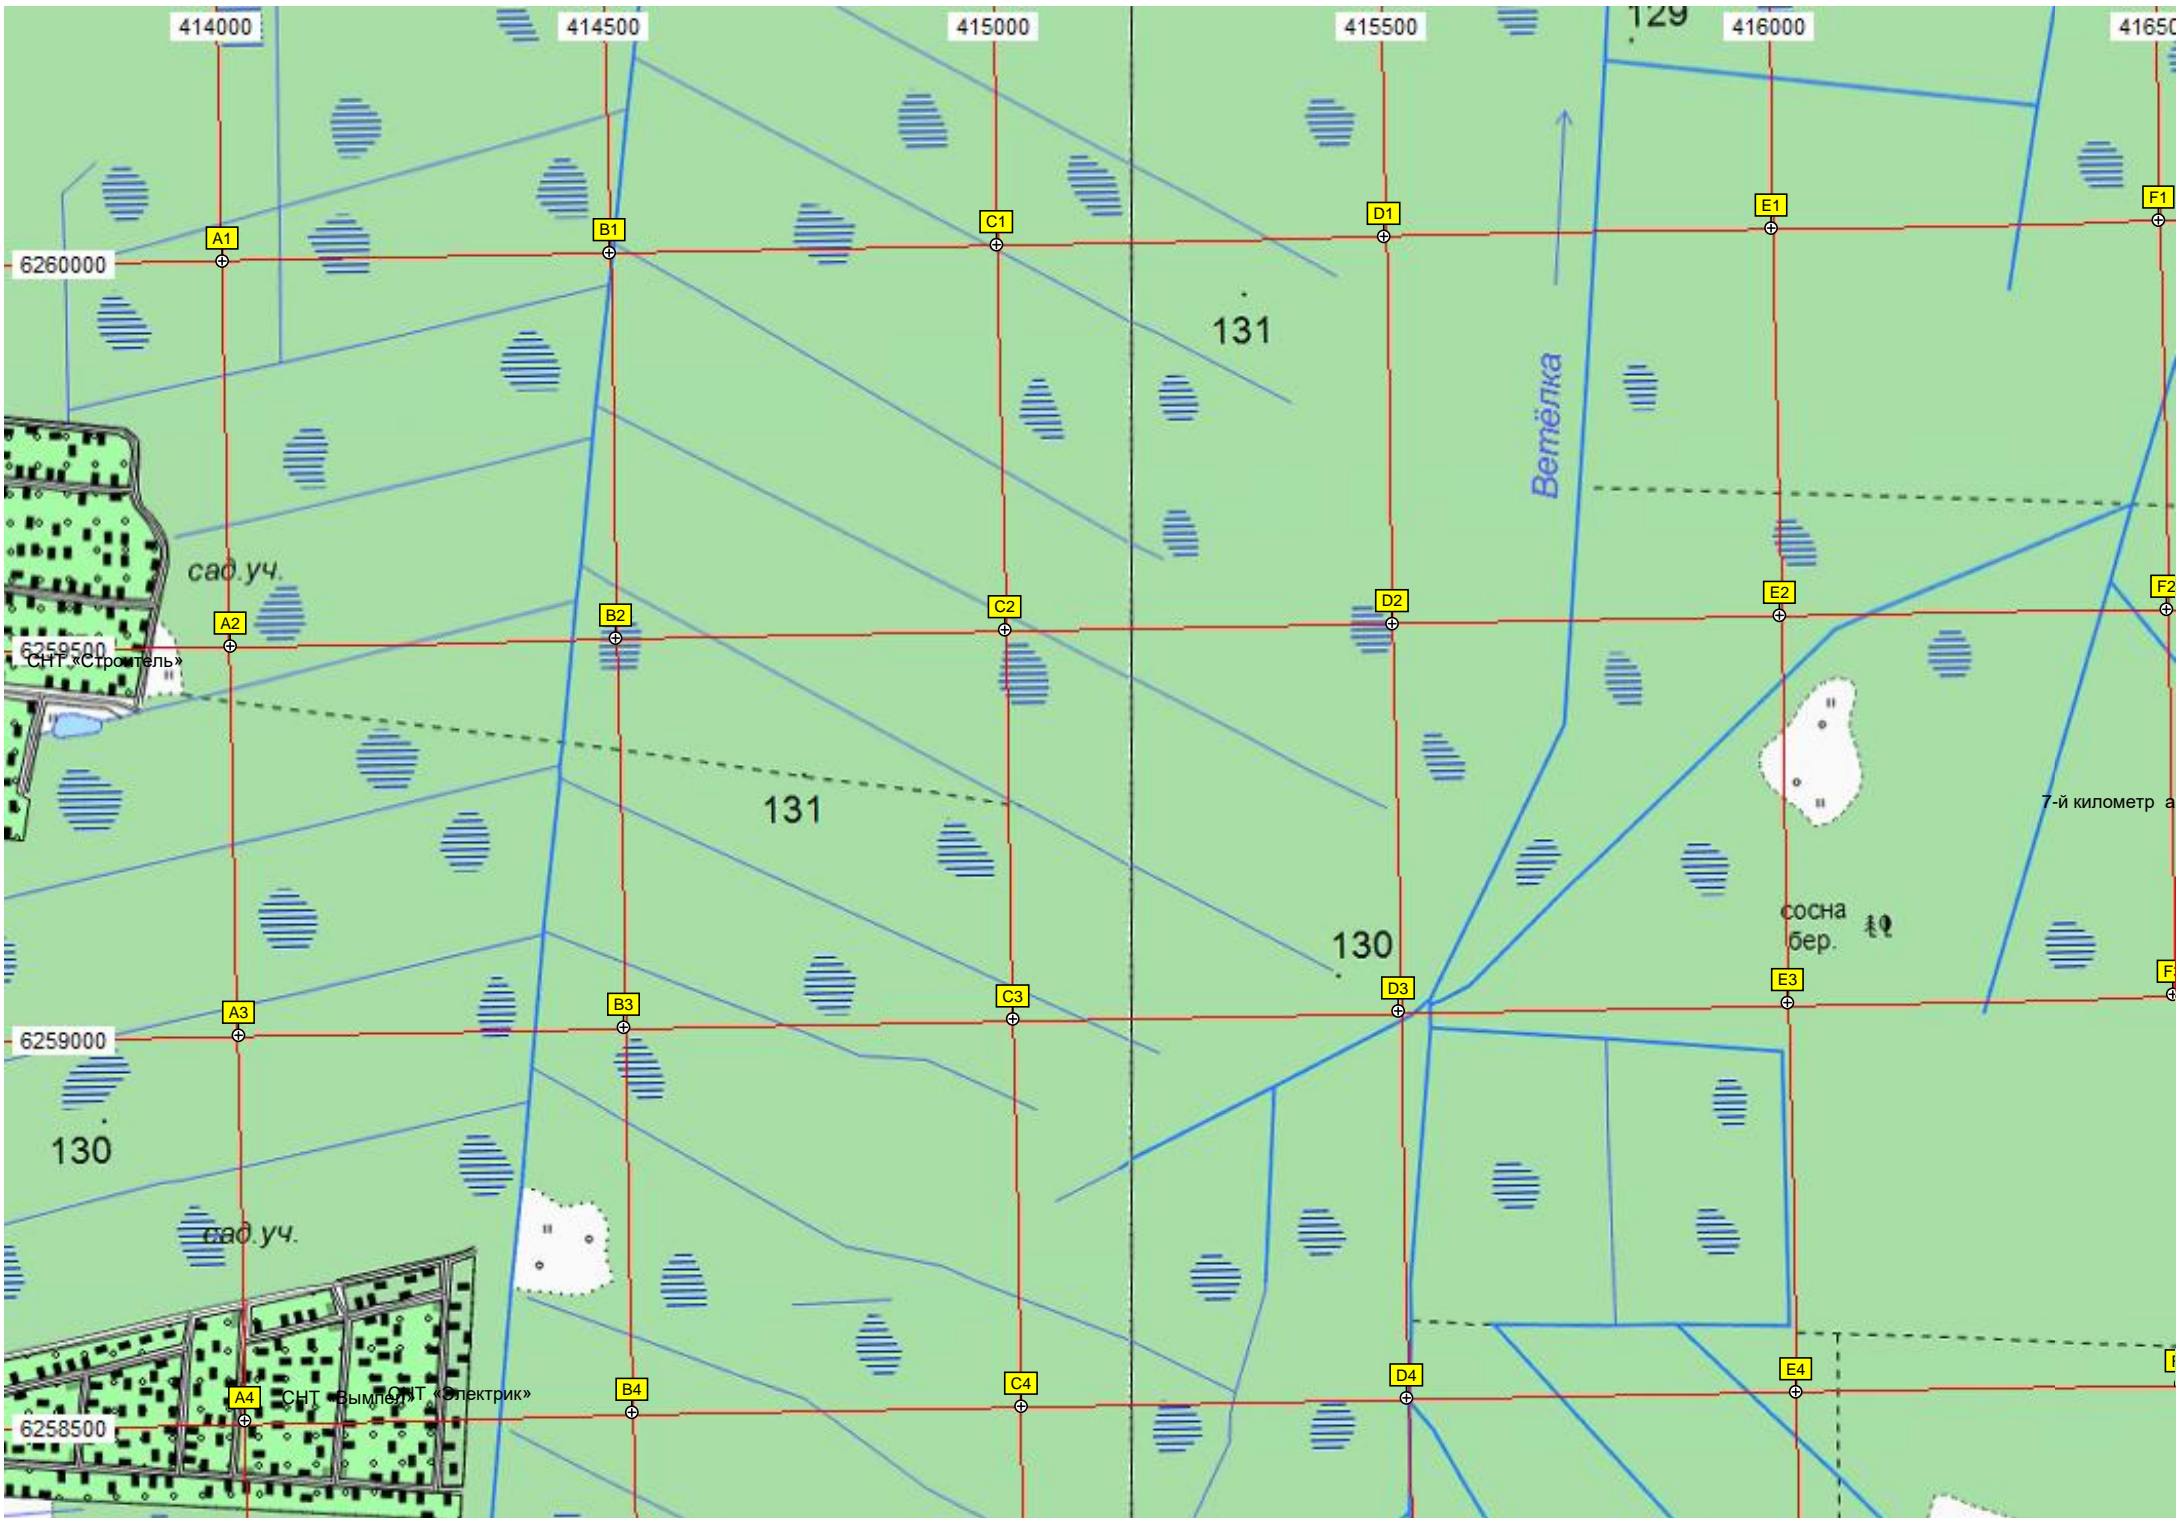 129
414000 414500 415000 415500 416000 4165
A1 B1 C1 D1 E1 F1
6260000
131
Ветёлка
сад.уч.
A2 B2 C2 D2 E2 F2
6259500
СНТ «Строитель»
131
7-й километр а
сосна
бер.
130
A3 B3 C3 D3 E3 F
6259000
130
сад.уч.
A4 B4 C4 D4 E4
СНТ «Вымпел» СНТ «Электрик»
6258500